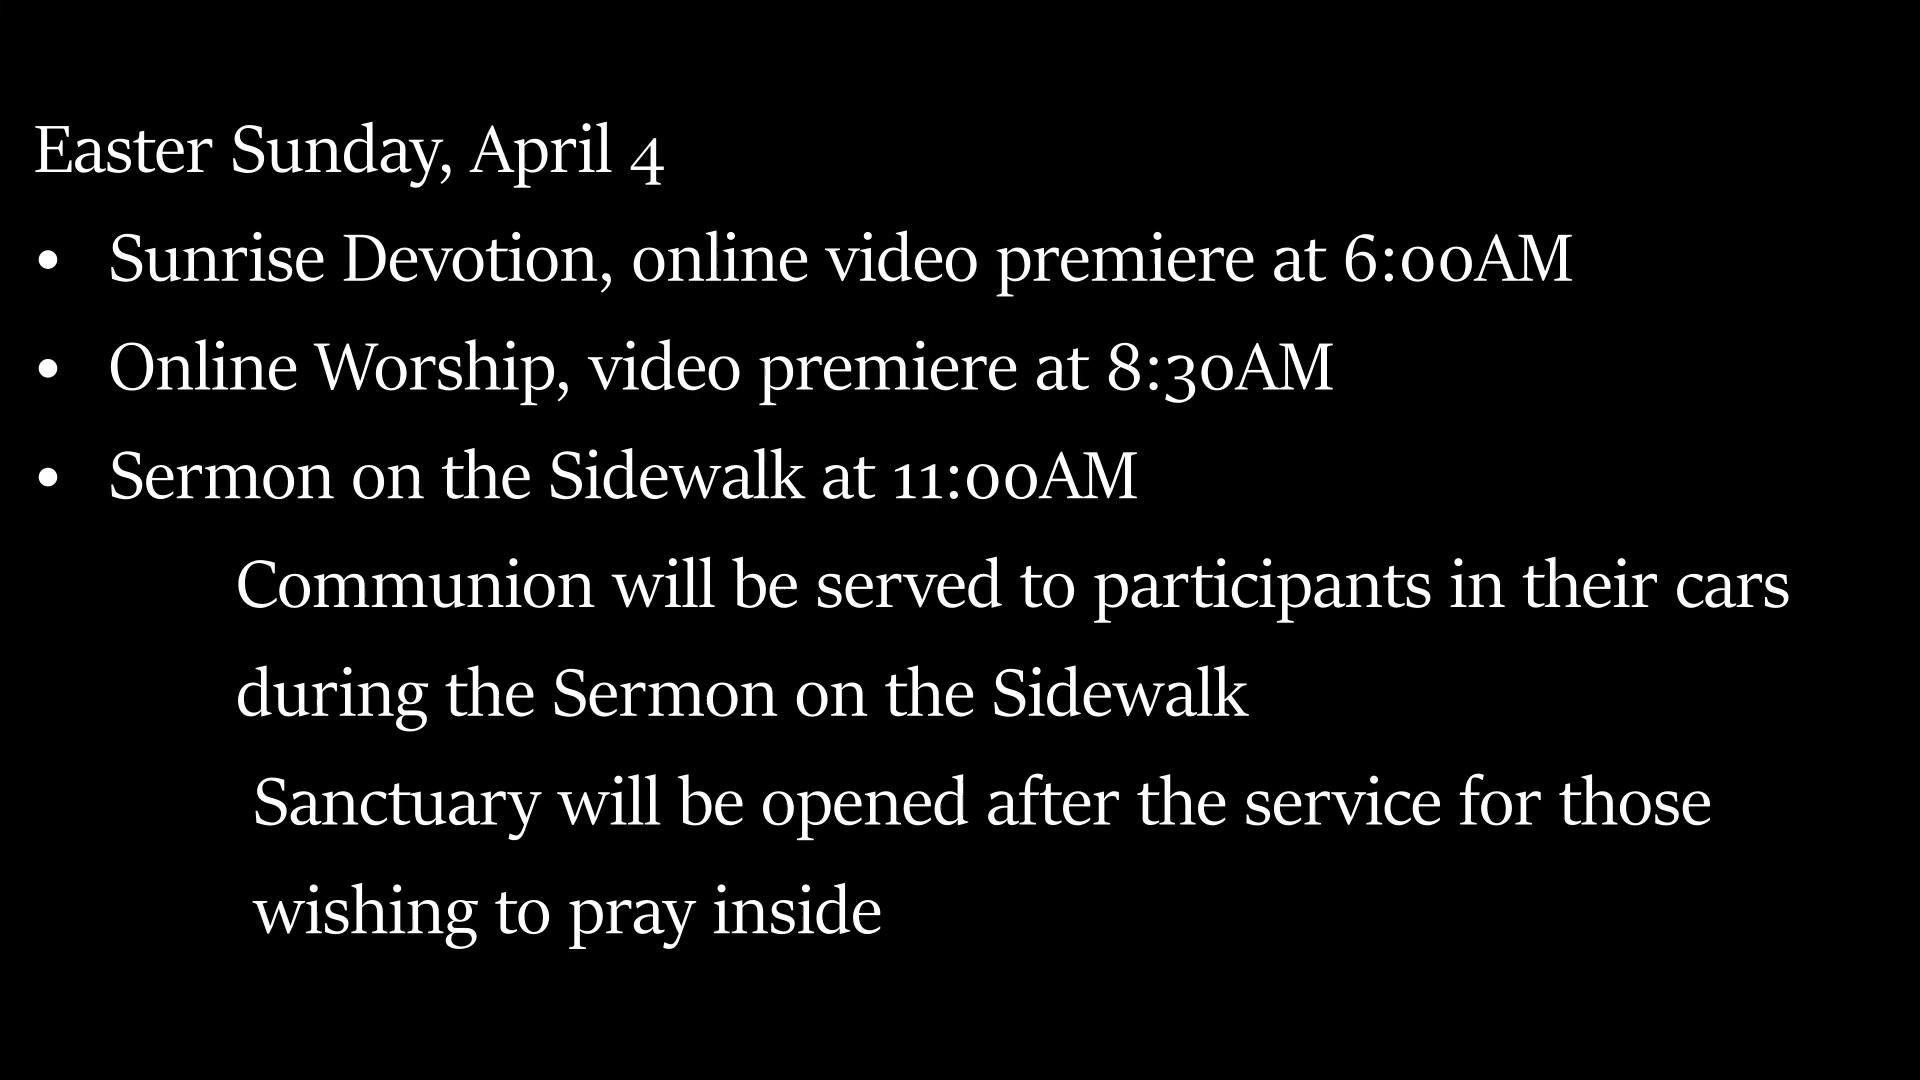 Easter Sunday, April 4
• Sunrise Devotion, online video premiere at 6:00AM
• Online Worship, video premiere at 8:30AM
• Sermon on the Sidewalk at 11:00AM
Communion will be served to participants in their cars
during the Sermon on the Sidewalk
Sanctuary will be opened after the service for those
wishing to pray inside